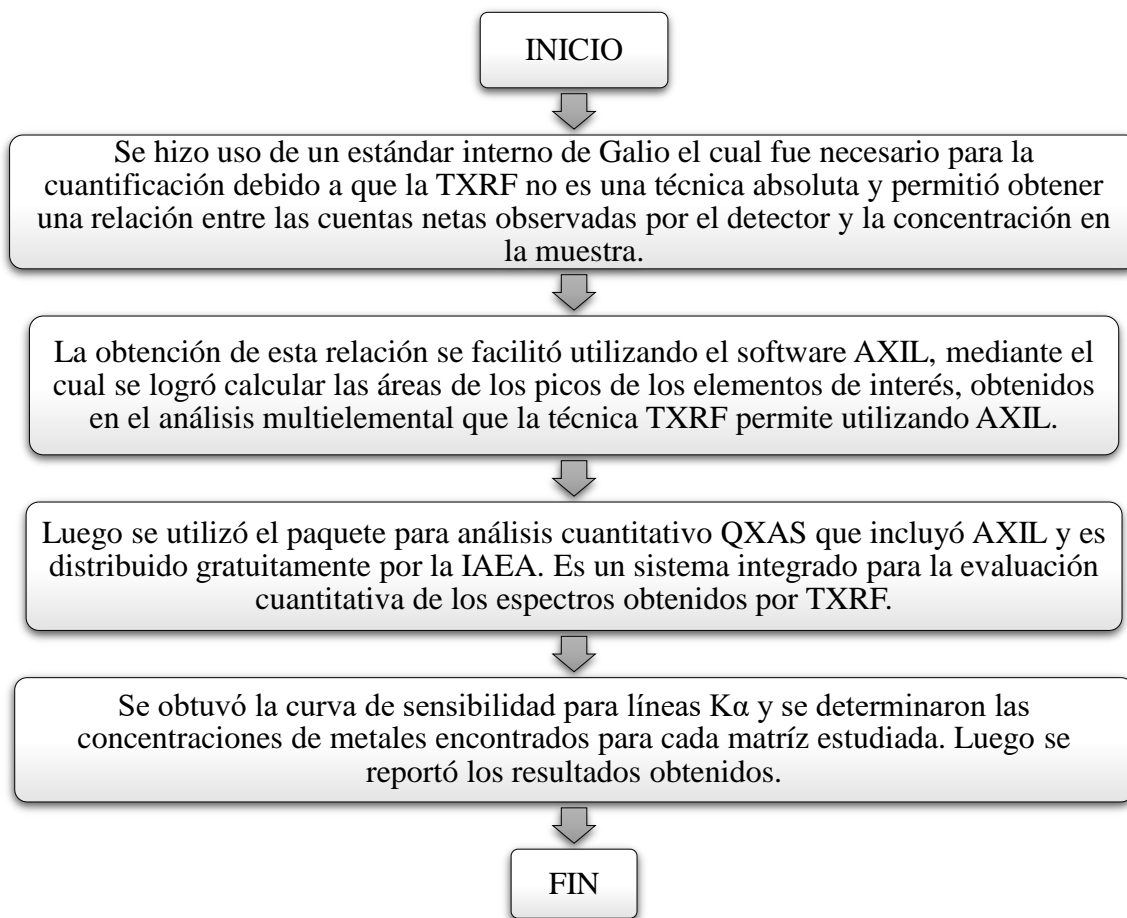 INICIO
Se hizo uso de un estándar interno de Galio el cual fue necesario para la
cuantificación debido a que la TXRF no es una técnica absoluta y permitió obtener
una relación entre las cuentas netas observadas por el detector y la concentración en
la muestra.
La obtención de esta relación se facilitó utilizando el software AXIL, mediante el
cual se logró calcular las áreas de los picos de los elementos de interés, obtenidos
en el análisis multielemental que la técnica TXRF permite utilizando AXIL.
Luego se utilizó el paquete para análisis cuantitativo QXAS que incluyó AXIL y es
distribuido gratuitamente por la IAEA. Es un sistema integrado para la evaluación
cuantitativa de los espectros obtenidos por TXRF.
Se obtuvó la curva de sensibilidad para líneas Kα y se determinaron las
concentraciones de metales encontrados para cada matríz estudiada. Luego se
reportó los resultados obtenidos.
FIN